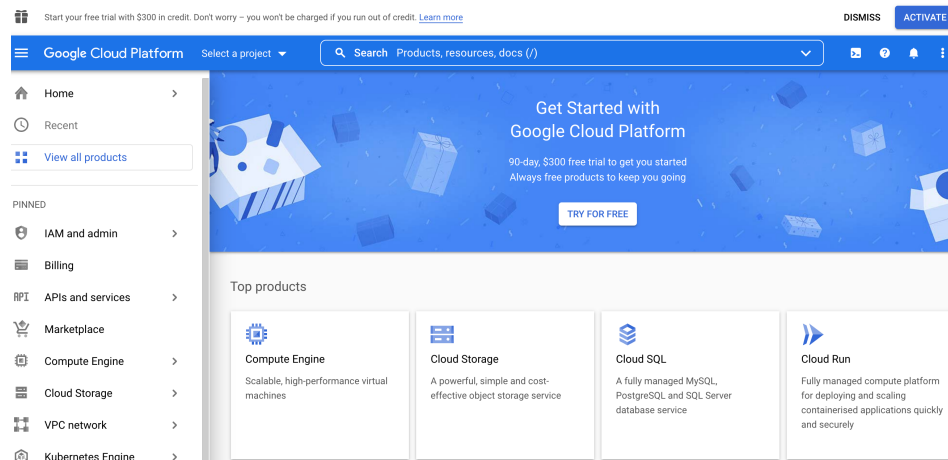 Start your free trial with $300 in credit. Don't worry – you won't be charged if you run out of credit. Learn more
DISMISS
ACTIVATE
Google Cloud Platform
Select a project
Search Products, resources, docs (/)
Home
Recent
View all products
PINNED
IAM and admin
Billing
API APIs and services
Marketplace
Compute Engine
Cloud Storage
VPC network
Kubernetes Engine
Get Started with
Google Cloud Platform
90-day, $300 free trial to get you started
Always free products to keep you going
TRY FOR FREE
Top products
Compute Engine
Scalable, high-performance virtual
machines
Cloud Storage
A powerful, simple and cost-
effective object storage service
Cloud SQL
A fully managed MySQL,
PostgreSQL and SQL Server
database service
Cloud Run
Fully managed compute platform
for deploying and scaling
containerised applications quickly
and securely